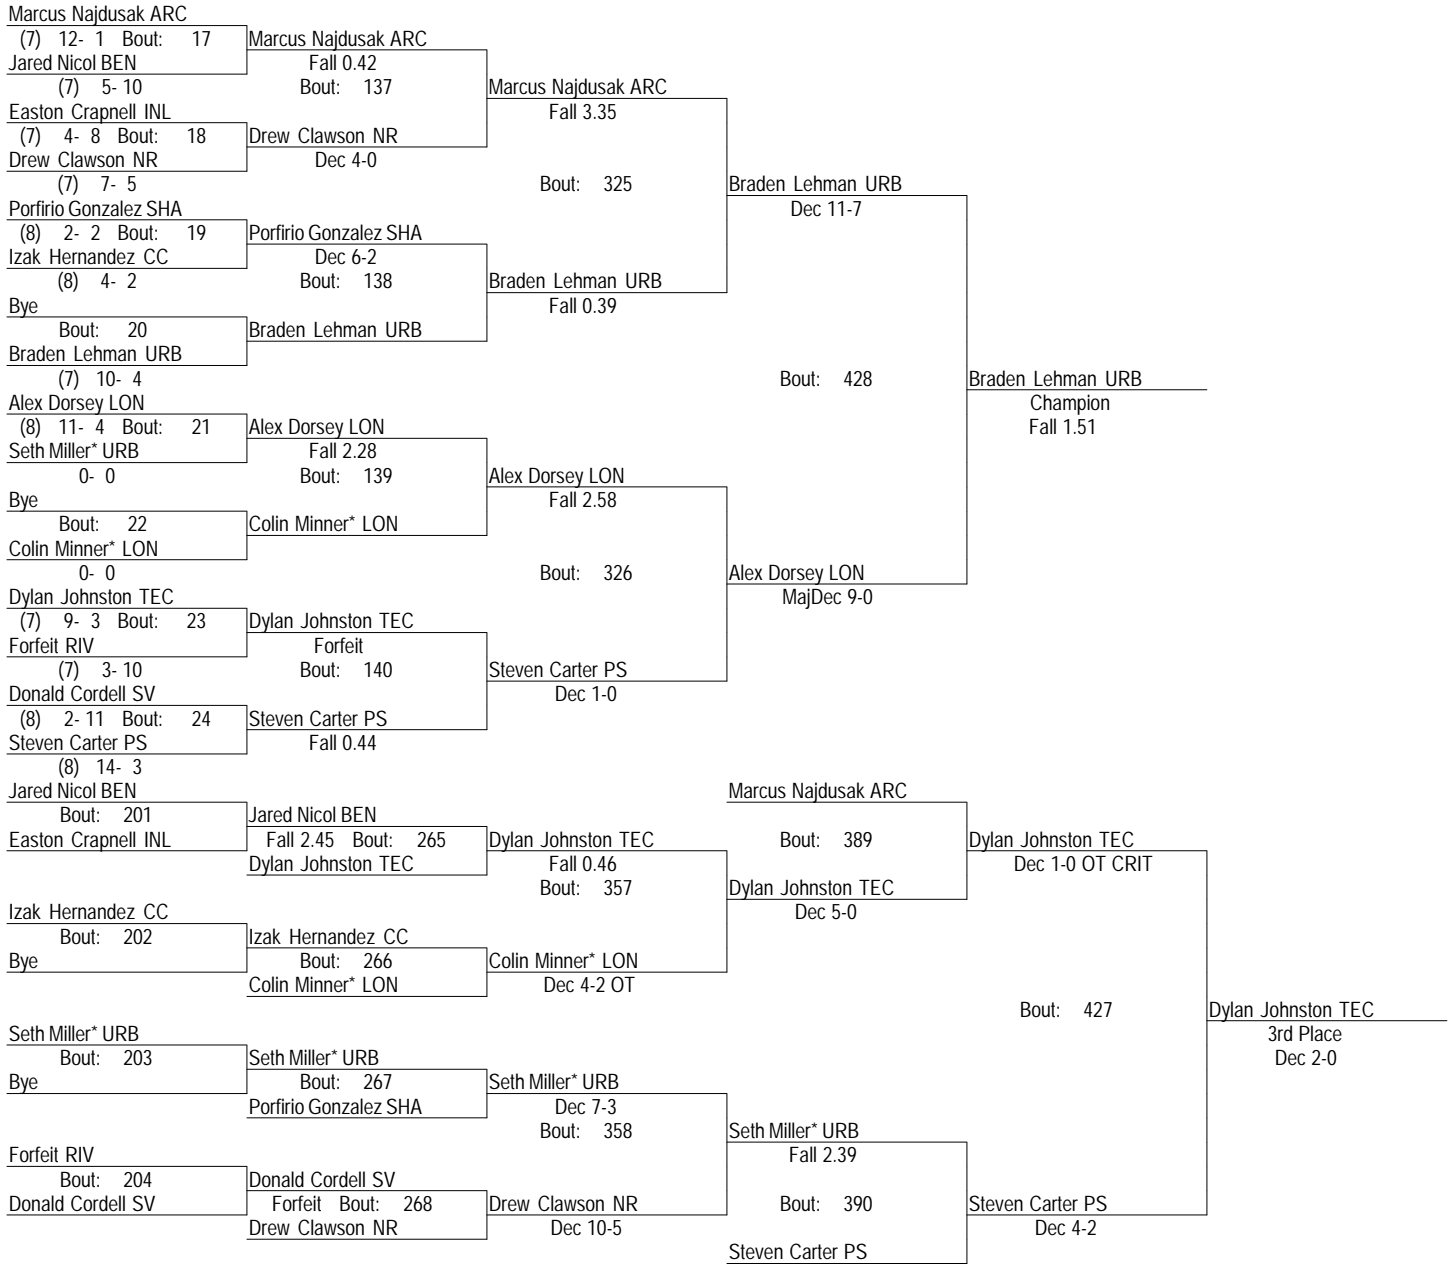 Marcus Najdusak ARC
(7) 12- 1 Bout: 17 Marcus Najdusak ARC
Jared Nicol BEN Fall 0.42
(7) 5- 10 Bout: 137 Marcus Najdusak ARC
Easton Crapnell INL Fall 3.35
(7) 4- 8 Bout: 18 Drew Clawson NR
Drew Clawson NR Dec 4-0
(7) 7- 5 Bout: 325 Braden Lehman URB
Porfirio Gonzalez SHA Dec 11-7
(8) 2- 2 Bout: 19 Porfirio Gonzalez SHA
Izak Hernandez CC Dec 6-2
(8) 4- 2 Bout: 138 Braden Lehman URB
Bye Fall 0.39
Bout: 20 Braden Lehman URB
Braden Lehman URB
(7) 10- 4 Bout: 428 Braden Lehman URB
Alex Dorsey LON Champion
(8) 11- 4 Bout: 21 Alex Dorsey LON Fall 1.51
Seth Miller* URB Fall 2.28
0- 0 Bout: 139 Alex Dorsey LON
Bye Fall 2.58
Bout: 22 Colin Minner* LON
Colin Minner* LON
0- 0 Bout: 326 Alex Dorsey LON
Dylan Johnston TEC MajDec 9-0
(7) 9- 3 Bout: 23 Dylan Johnston TEC
Forfeit RIV Forfeit
(7) 3- 10 Bout: 140 Steven Carter PS
Donald Cordell SV Dec 1-0
(8) 2- 11 Bout: 24 Steven Carter PS
Steven Carter PS Fall 0.44
(8) 14- 3
Jared Nicol BEN Marcus Najdusak ARC
Bout: 201 Jared Nicol BEN
Easton Crapnell INL Fall 2.45 Bout: 265 Dylan Johnston TEC Bout: 389 Dylan Johnston TEC
Dylan Johnston TEC Fall 0.46 Dec 1-0 OT CRIT
Bout: 357 Dylan Johnston TEC
Izak Hernandez CC Dec 5-0
Bout: 202 Izak Hernandez CC
Bye Bout: 266 Colin Minner* LON
Colin Minner* LON Dec 4-2 OT
Bout: 427 Dylan Johnston TEC
Seth Miller* URB 3rd Place
Bout: 203 Seth Miller* URB Dec 2-0
Bye Bout: 267 Seth Miller* URB
Porfirio Gonzalez SHA Dec 7-3
Bout: 358 Seth Miller* URB
Forfeit RIV Fall 2.39
Bout: 204 Donald Cordell SV
Donald Cordell SV Forfeit Bout: 268 Drew Clawson NR Bout: 390 Steven Carter PS
Drew Clawson NR Dec 10-5 Dec 4-2
Steven Carter PS